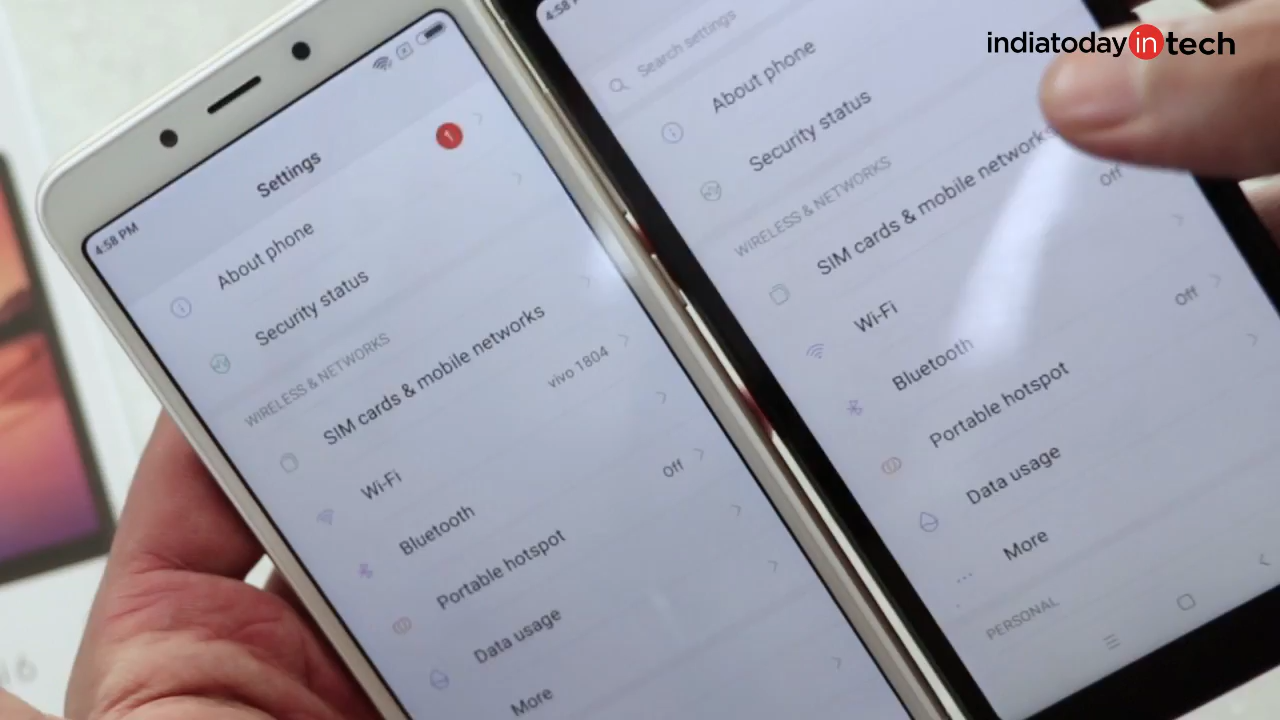 indiatoday in tech
4:58 PM
Settings
1
About phone
Security status
WIRELESS & NETWORKS
SIM cards & mobile networks
Wi-Fi
vivo 1804
Bluetooth
Off
Portable hotspot
Data usage
More
4:58 P
Search settings
About phone
Security status
WIRELESS & NETWORKS
SIM cards & mobile networks
Wi-Fi
Off
Bluetooth
Off
Portable hotspot
Data usage
More
PERSONAL